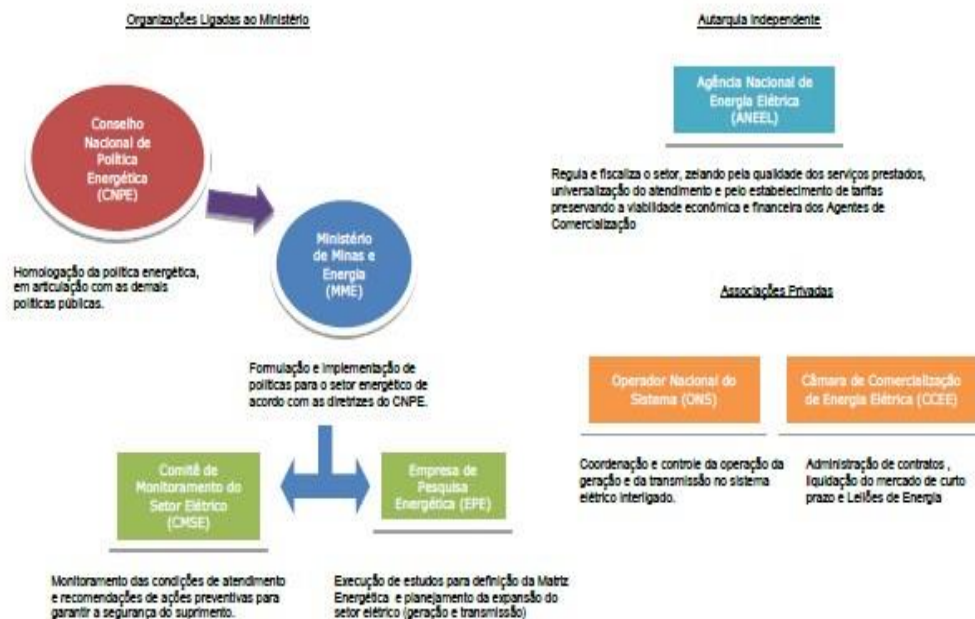 Organizações Ligadas ao Ministério
Conselho
Nacional de
Política
Energética
(CNPE)
Homologação da política energética,
em articulação com as demais
políticas públicas.
Ministério
de Minas e
Energia
(MME)
Formulação e implementação de
políticas para o setor energético de
acordo com as diretrizes do CNPE.
Comitê de
Monitoramento do
Setor Elétrico
(CMSE)
Monitoramento das condições de atendimento
e recomendações de ações preventivas para
garantir a segurança do suprimento.
Empresa de
Pesquisa
Energética (EPE)
Execução de estudos para definição da Matriz
Energética e planejamento da expansão do
setor elétrico (geração e transmissão)
Autarquia Independente
Agência Nacional de
Energia Elétrica
(ANEEL)
Regula e fiscaliza o setor, zelando pela qualidade dos serviços prestados,
universalização do atendimento e pelo estabelecimento de tarifas
preservando a viabilidade econômica e financeira dos Agentes de
Comercialização
Associações Privadas
Operador Nacional do
Sistema (ONS)
Coordenação e controle da operação da
geração e da transmissão no sistema
elétrico interligado.
Câmara de Comercialização
de Energia Elétrica (CCEE)
Administração de contratos ,
liquidação do mercado de curto
prazo e Leilões de Energia